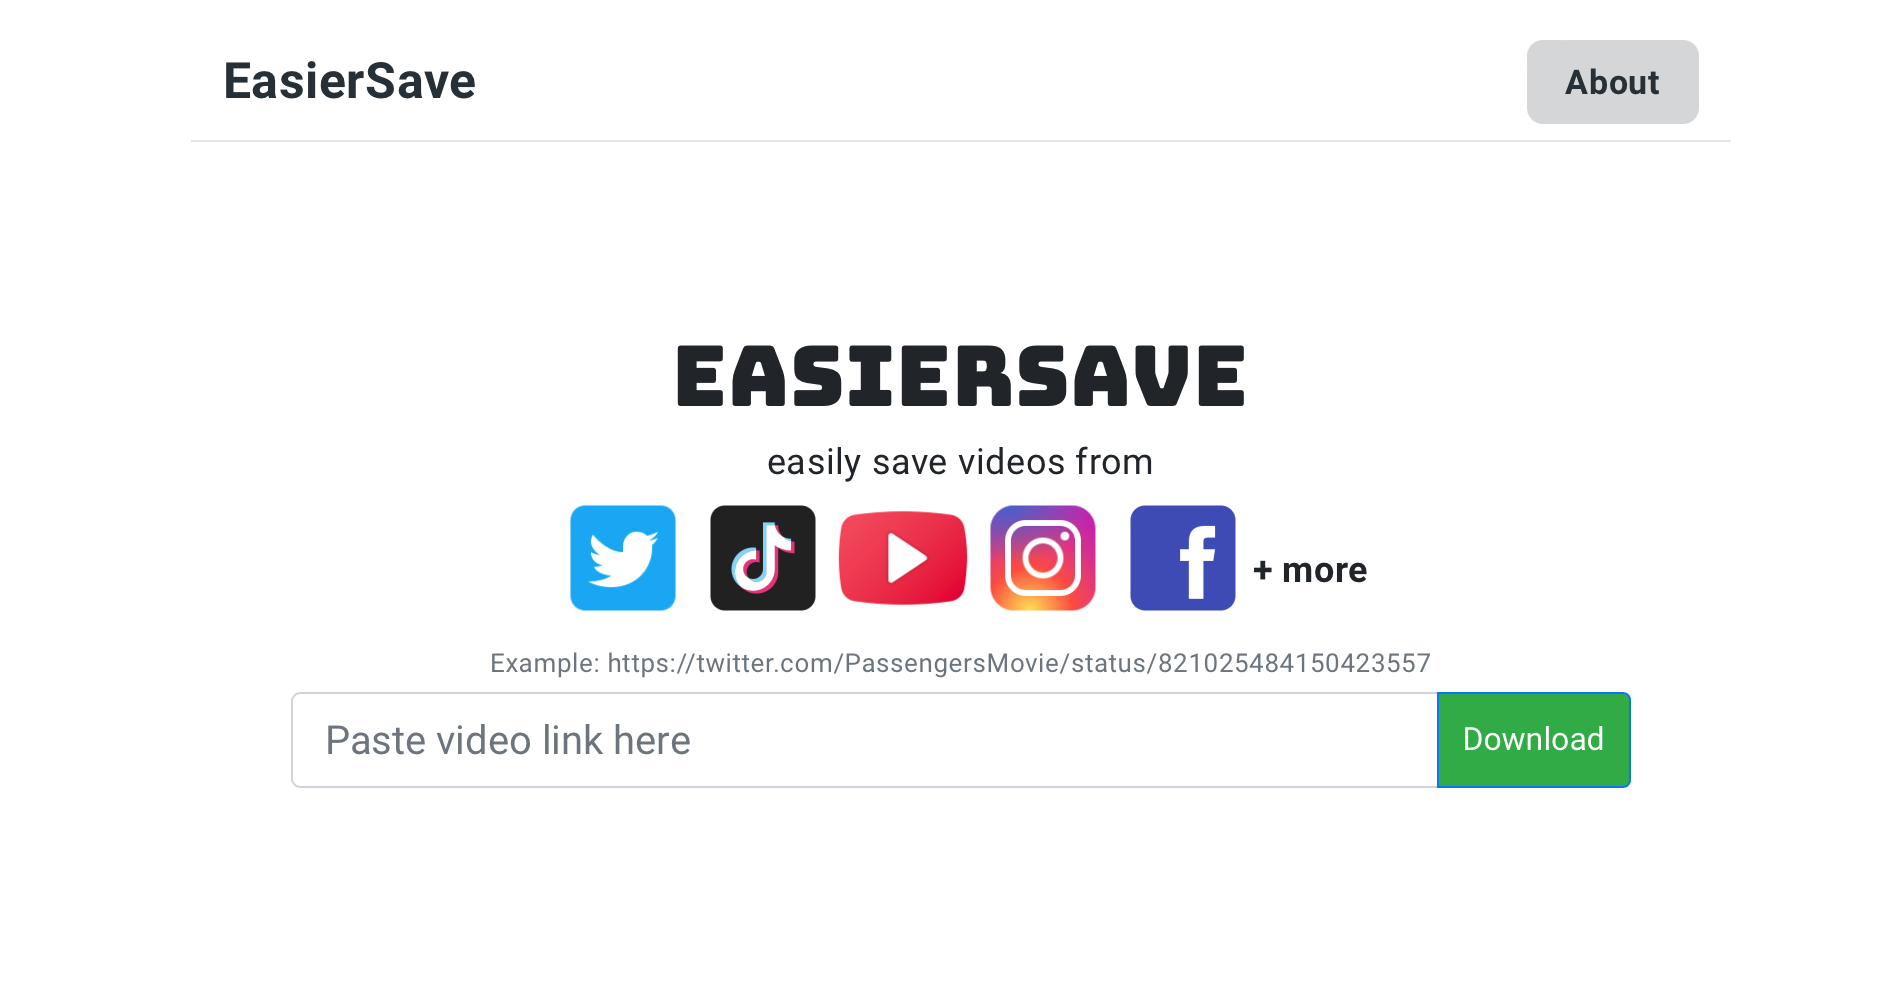 EasierSave
About
EASIERSAVE
easily save videos from
+ more
Example: https://twitter.com/PassengersMovie/status/821025484150423557
Paste video link here
Download